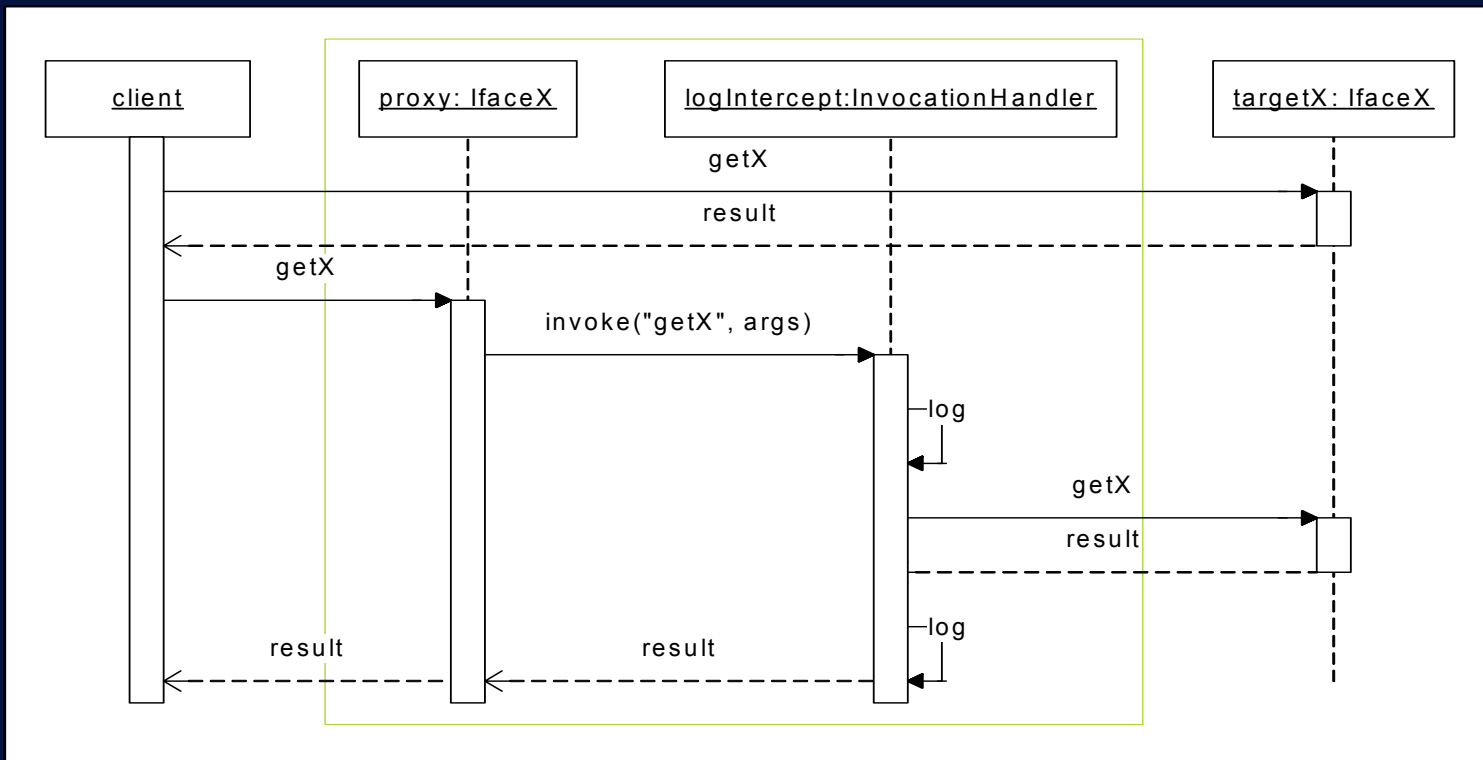 client
proxy: IfaceX
logIntercept:InvocationHandler
targetX: IfaceX
getX
result
getX
invoke("getX", args)
log
getX
result
log
result
result